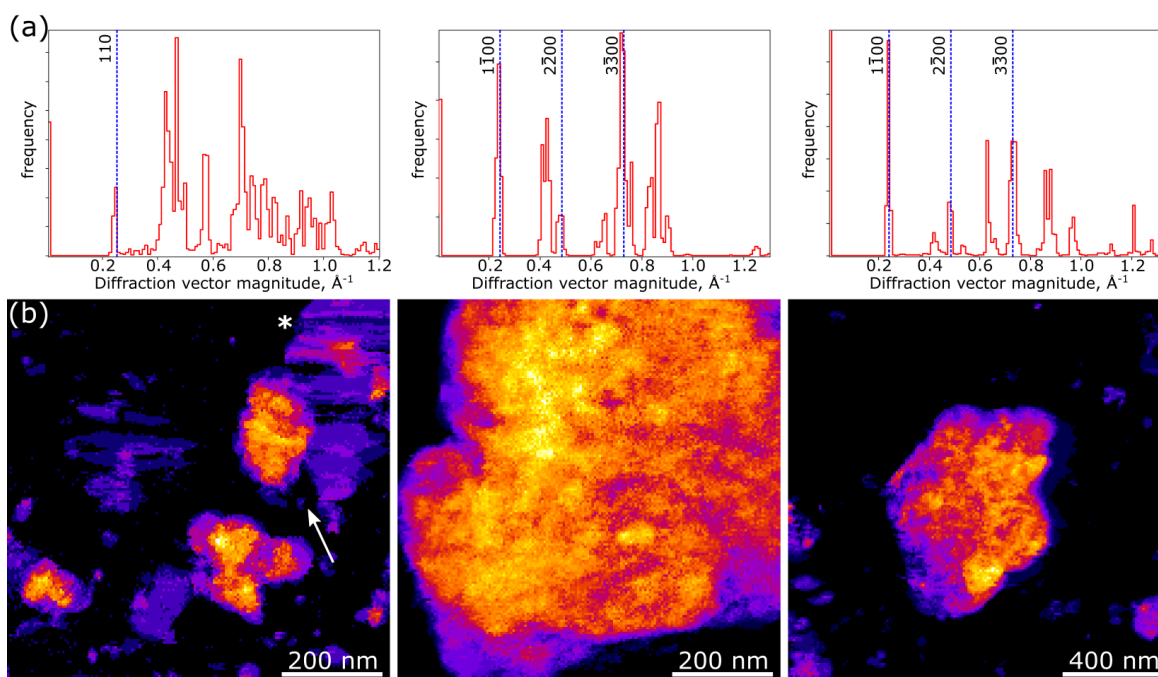 (a)
frequency
110
0.2 0.4 0.6 0.8 1.0 1.2
Diffraction vector magnitude, Å⁻¹
frequency
11̄00
22̄00
33̄00
0.2 0.4 0.6 0.8 1.0 1.2
Diffraction vector magnitude, Å⁻¹
frequency
11̄00
22̄00
33̄00
0.2 0.4 0.6 0.8 1.0 1.2
Diffraction vector magnitude, Å⁻¹
(b)
*
200 nm
200 nm
400 nm